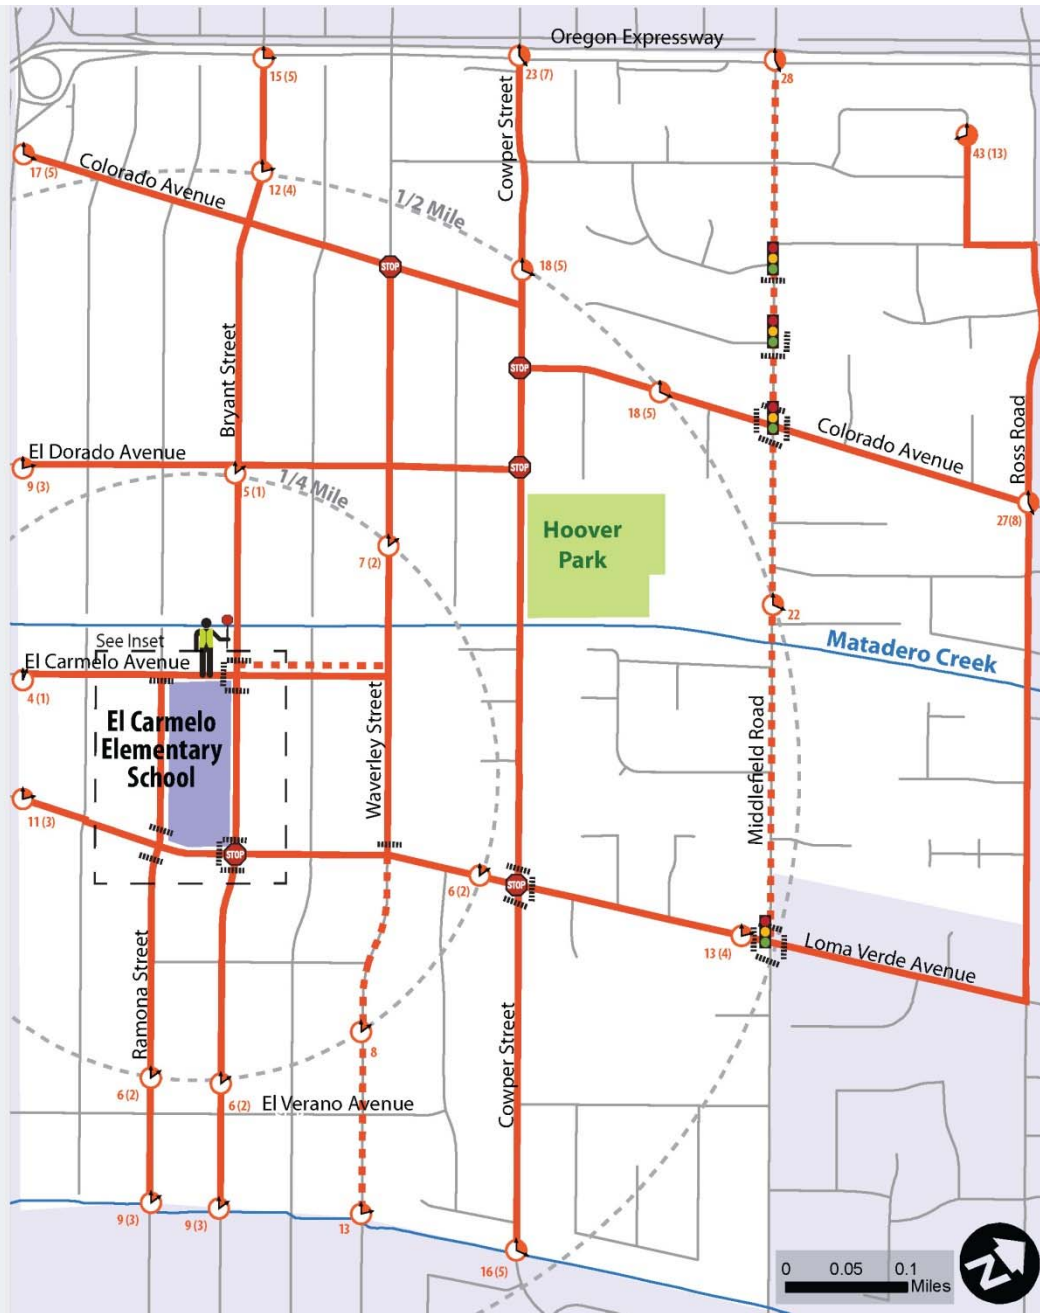 Oregon Expressway
15 (5)
23 (7)
28
Cowper Street
43 (13)
17 (5)
Colorado Avenue
12 (4)
1/2 Mile
18 (5)
STOP
Bryant Street
STOP
18 (5)
Colorado Avenue
Ross Road
El Dorado Avenue
9 (3)
5 (1)
1/4 Mile
STOP
27(8)
7 (2)
Hoover
Park
22
See Inset
El Carmelo Avenue
4 (1)
Matadero Creek
El Carmelo
Elementary
School
Waverley Street
Middlefield Road
11 (3)
STOP
6 (2)
STOP
13 (4)
Loma Verde Avenue
Ramona Street
8
Cowper Street
6 (2)
6 (2)
El Verano Avenue
9 (3)
9 (3)
13
16 (5)
0 0.05 0.1
Miles
N